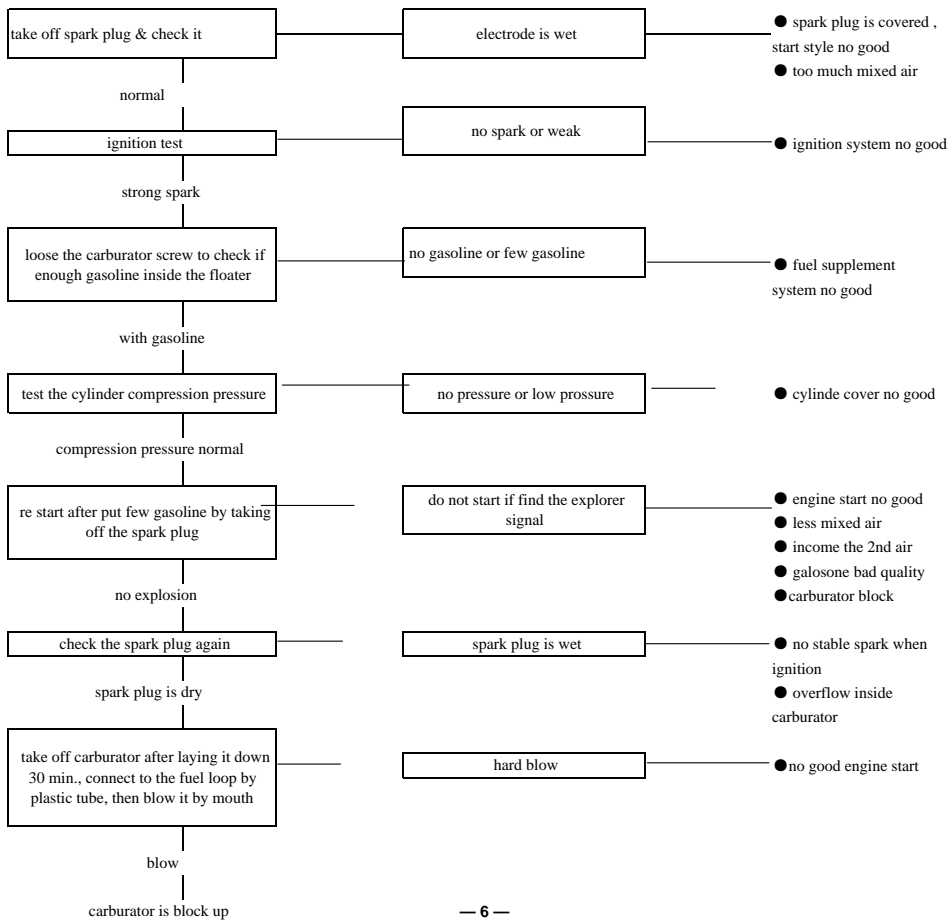 take off spark plug & check it
electrode is wet
● spark plug is covered ,
start style no good
● too much mixed air
normal
ignition test
no spark or weak
● ignition system no good
strong spark
loose the carburator screw to check if
enough gasoline inside the floater
no gasoline or few gasoline
● fuel supplement
system no good
with gasoline
test the cylinder compression pressure
no pressure or low prossure
● cylinde cover no good
compression pressure normal
re start after put few gasoline by taking
off the spark plug
do not start if find the explorer
signal
● engine start no good
● less mixed air
● income the 2nd air
● galosone bad quality
●carburator block
no explosion
check the spark plug again
spark plug is wet
● no stable spark when
ignition
● overflow inside
carburator
spark plug is dry
take off carburator after laying it down
30 min., connect to the fuel loop by
plastic tube, then blow it by mouth
hard blow
●no good engine start
blow
carburator is block up
— 6 —